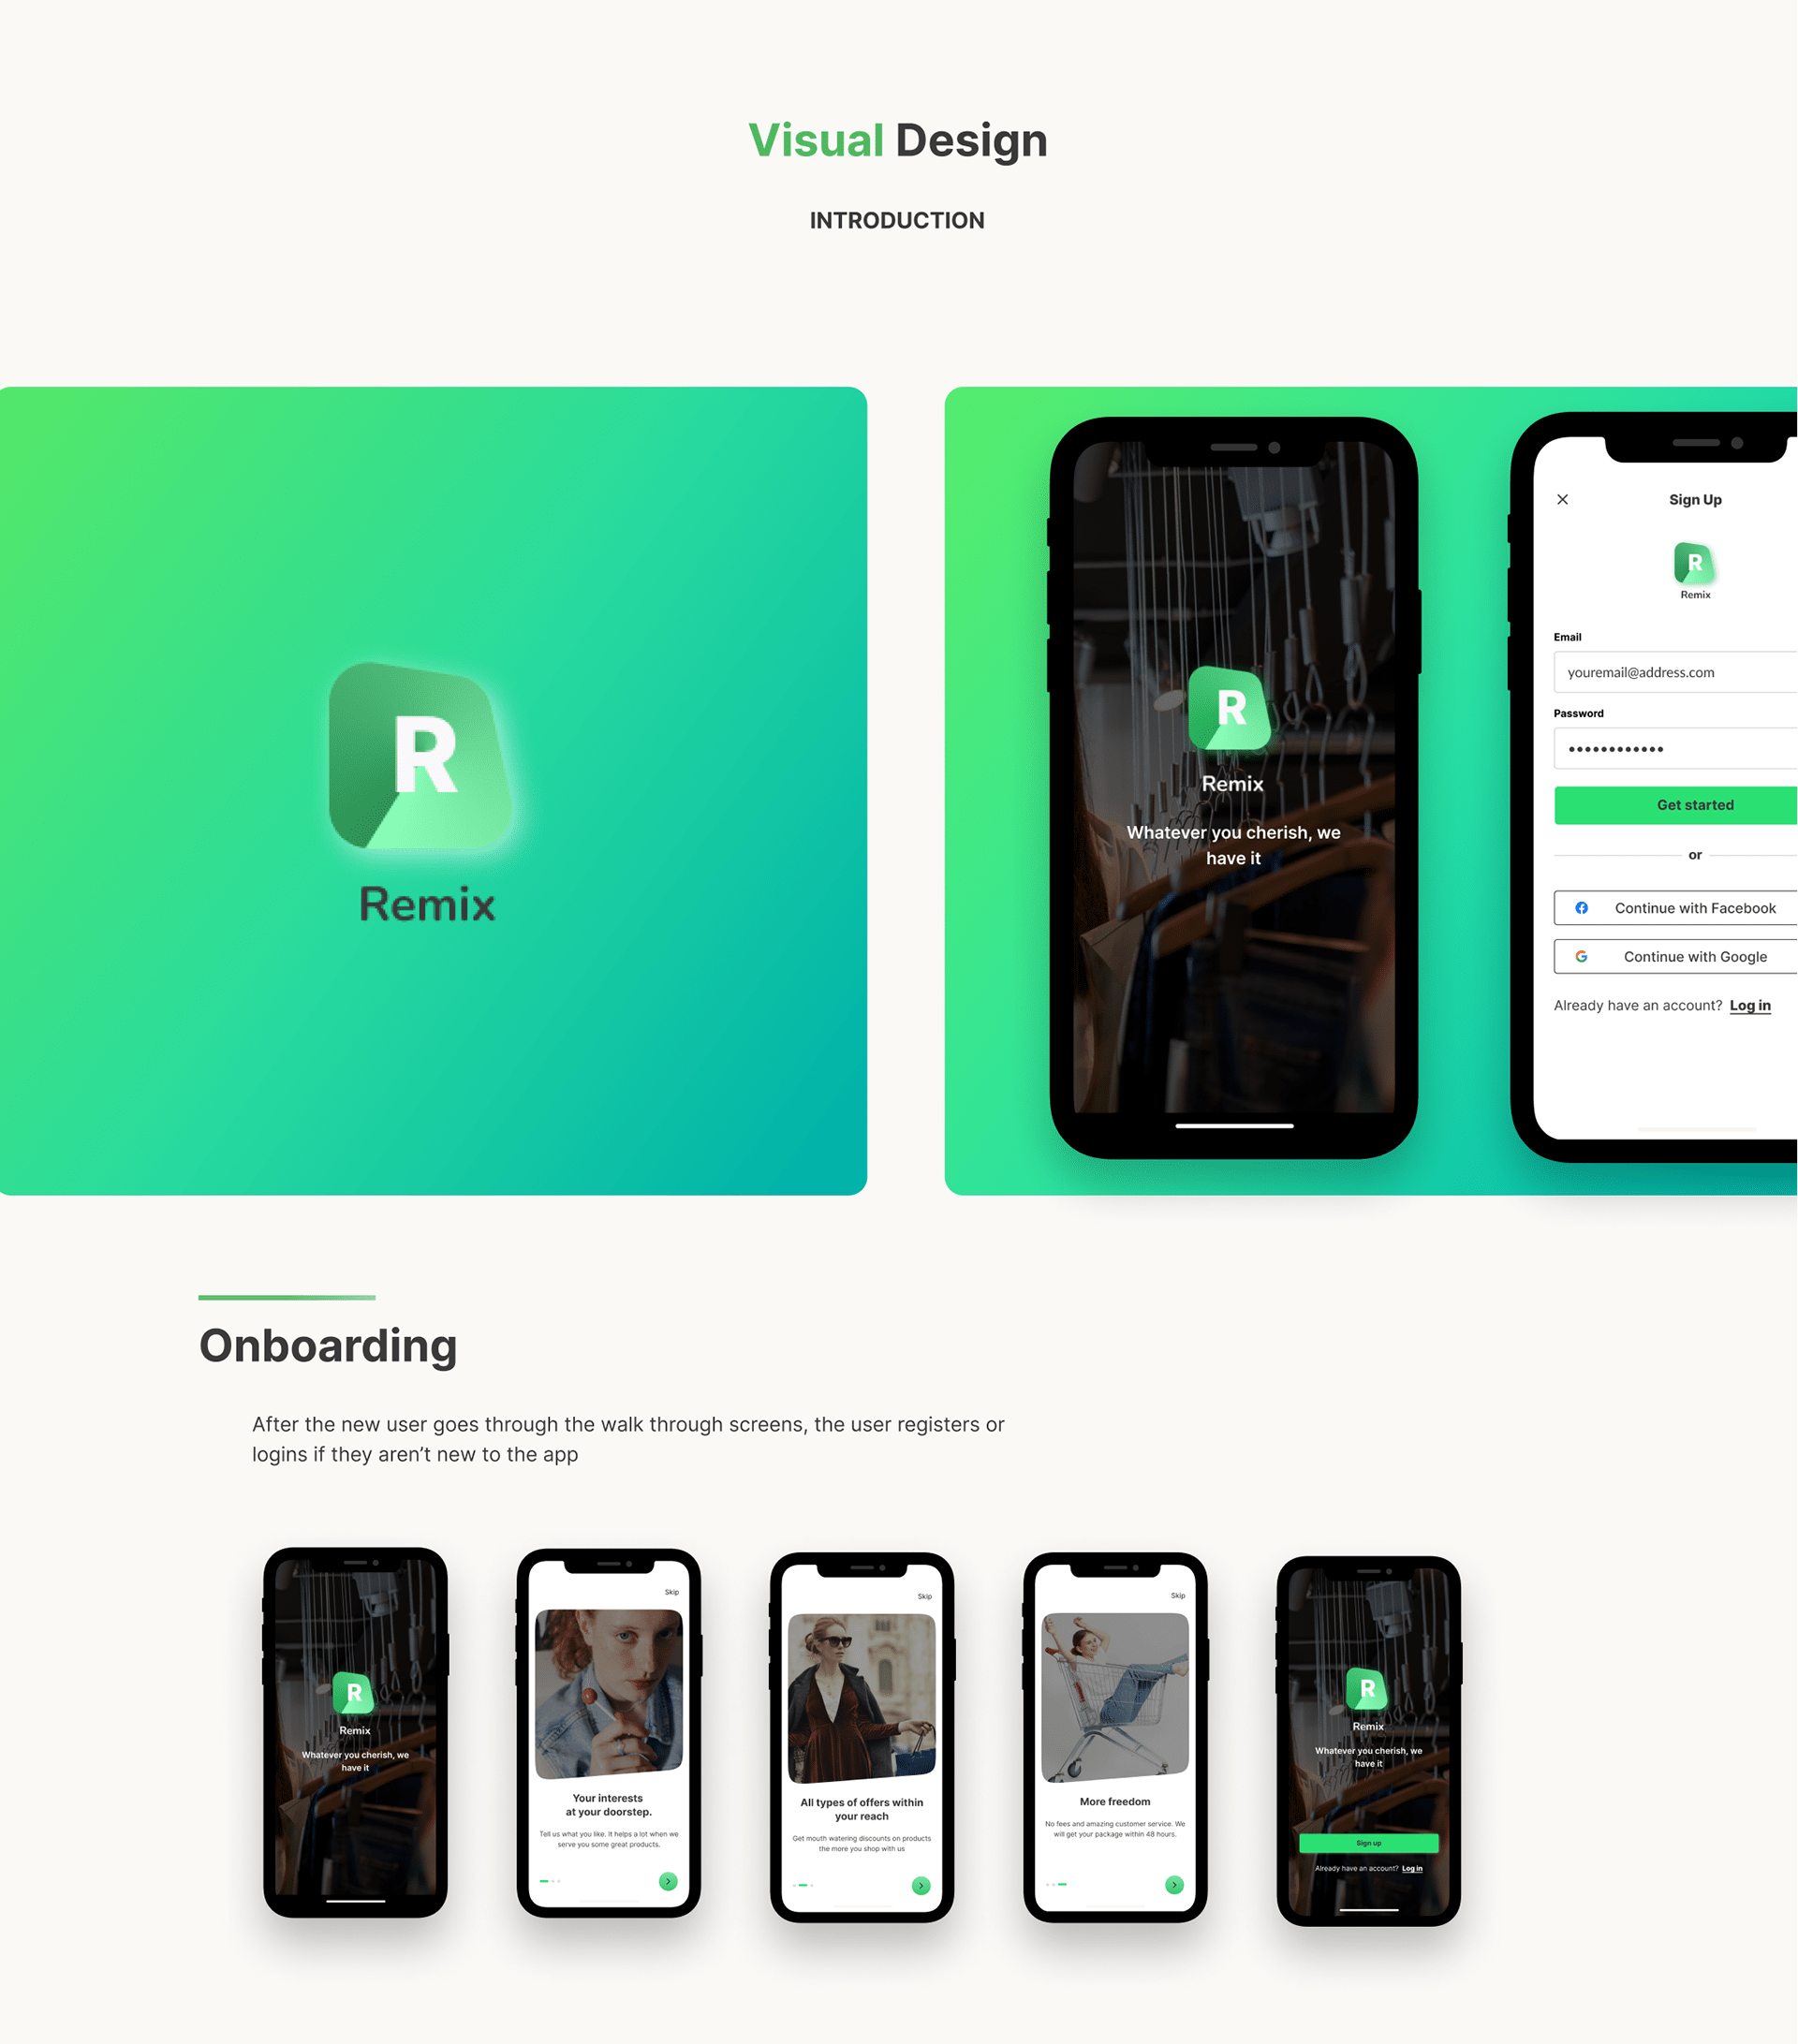 Visual Design
INTRODUCTION
R
Remix
R
Remix
Whatever you cherish, we
have it
Sign Up
R
Remix
Email
youremail@address.com
Password
••••••••••••
Get started
or
Continue with Facebook
Continue with Google
Already have an account? Log in
Onboarding
After the new user goes through the walk through screens, the user registers or
logins if they aren’t new to the app
R
Remix
Whatever you cherish, we
have it
Skip
Your interests
at your doorstep.
Tell us what you like. It helps a lot when we
serve you some great products.
Skip
All types of offers within
your reach
Get mouth watering discounts on products
the more you shop with us
Skip
More freedom
No fees and amazing customer service. We
will get your package within 48 hours.
R
Remix
Whatever you cherish, we
have it
Sign up
Already have an account? Log in